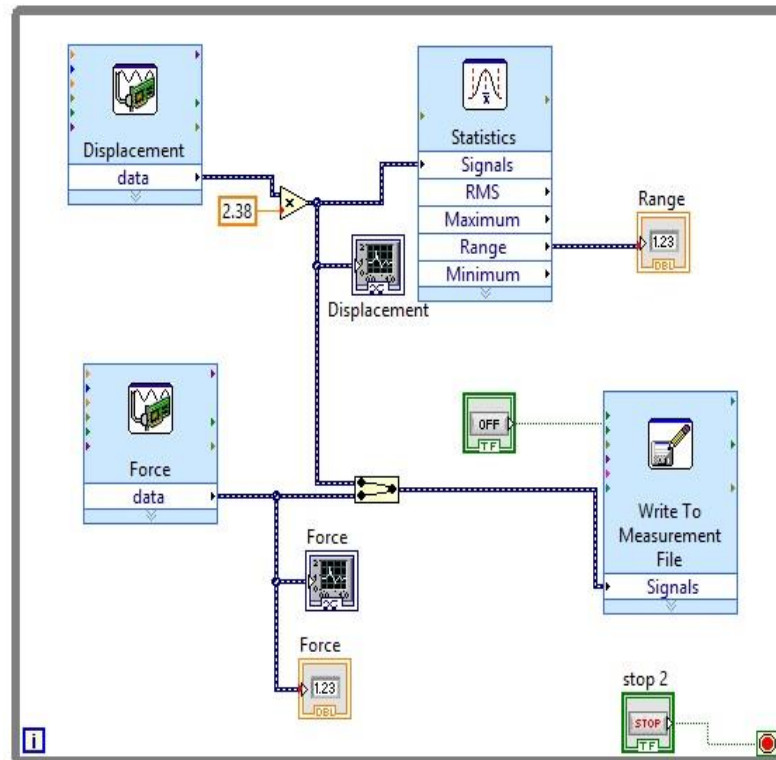 Displacement
data
2.38
Statistics
Signals
RMS
Maximum
Range
Minimum
Range
1.23
DBL
Displacement
Force
data
OFF
TF
Write To
Measurement
File
Signals
Force
Force
1.23
DBL
stop 2
STOP
TF
i